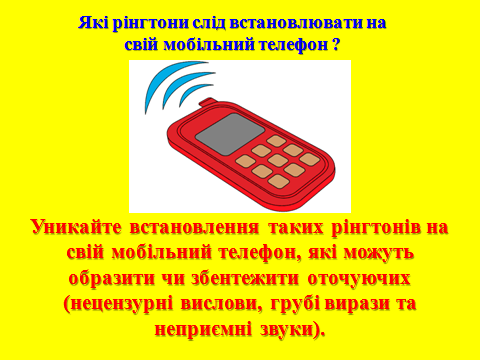 Які рінгтони слід встановлювати на
свій мобільний телефон ?
Уникайте встановлення таких рінгтонів на
свій мобільний телефон, які можуть
образити чи збентежити оточуючих
(нецензурні вислови, грубі вирази та
неприємні звуки).